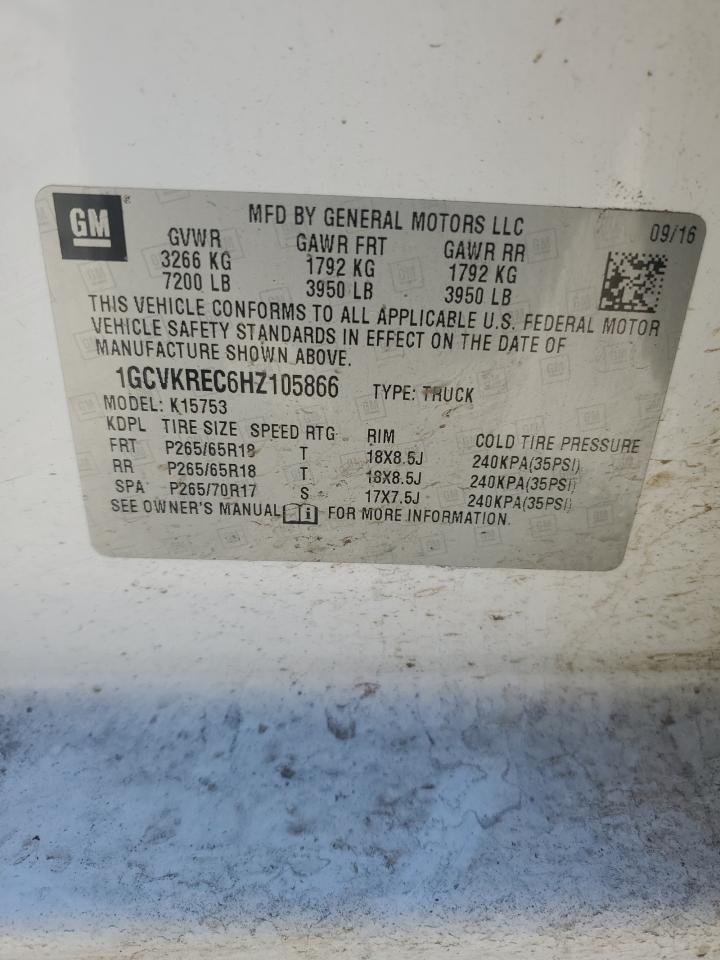 GM ®
MFD BY GENERAL MOTORS LLC 09/16
GVWR GAWR FRT GAWR RR
3266 KG 1792 KG 1792 KG
7200 LB 3950 LB 3950 LB
THIS VEHICLE CONFORMS TO ALL APPLICABLE U.S. FEDERAL MOTOR
VEHICLE SAFETY STANDARDS IN EFFECT ON THE DATE OF
MANUFACTURE SHOWN ABOVE.
1GCVKREC6HZ105866 TYPE: TRUCK
MODEL: K15753
KDPL TIRE SIZE SPEED RTG RIM COLD TIRE PRESSURE
FRT P265/65R18 T 18X8.5J 240KPA(35PSI)
RR P265/65R18 T 18X8.5J 240KPA(35PSI)
SPA P265/70R17 S 17X7.5J 240KPA(35PSI)
SEE OWNER'S MANUAL i FOR MORE INFORMATION.